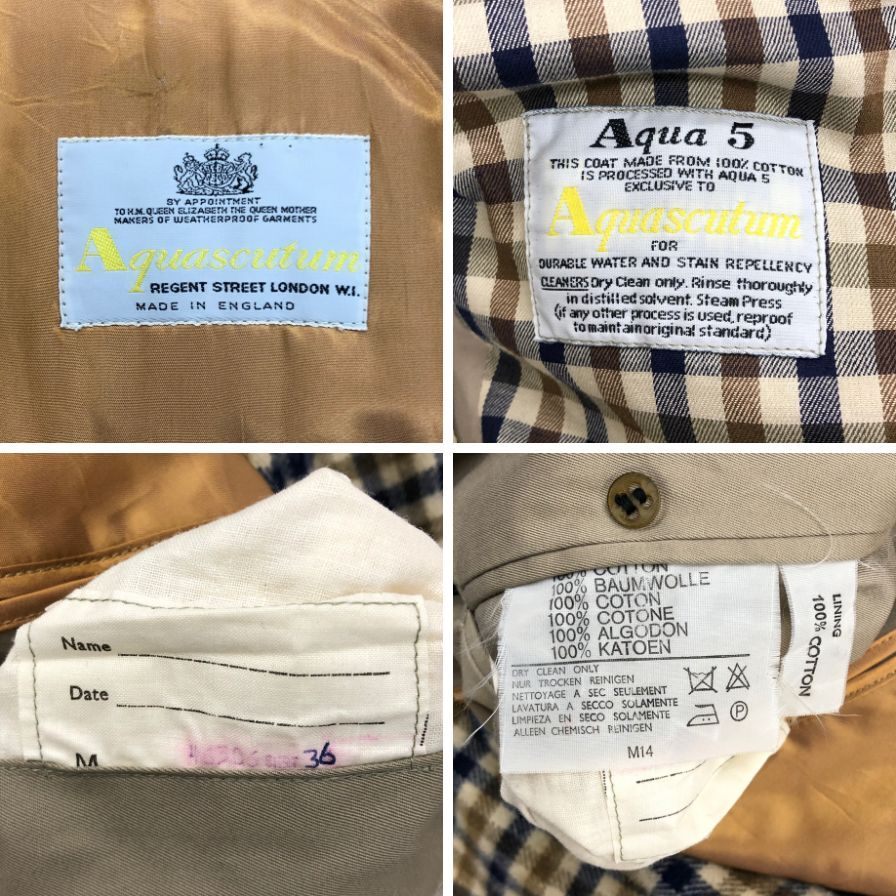 BY APPOINTMENT
TO H.M. QUEEN ELIZABETH THE QUEEN MOTHER
MAKERS OF WEATHERPROOF GARMENTS
Aquascutum
REGENT STREET LONDON W.I.
MADE IN ENGLAND
Aqua 5
THIS COAT MADE FROM 100% COTTON
IS PROCESSED WITH AQUA 5
EXCLUSIVE TO
Aquascutum
FOR
DURABLE WATER AND STAIN REPELLENCY
CLEANERS Dry Clean only. Rinse thoroughly
in distilled solvent. Steam Press
(if any other process is used, reproof
to maintain original standard)
Name
Date
M
36
100% COTTON
100% BAUMWOLLE
100% COTON
100% COTONE
100% ALGODON
100% KATOEN
DRY CLEAN ONLY
NUR TROCKEN REINIGEN
NETTOYAGE A SEC SEULEMENT
LAVATURA A SECCO SOLAMENTE
LIMPIEZA EN SECO SOLAMENTE
ALLEEN CHEMISCH REINIGEN
P
M14
LINING
100% COTTON